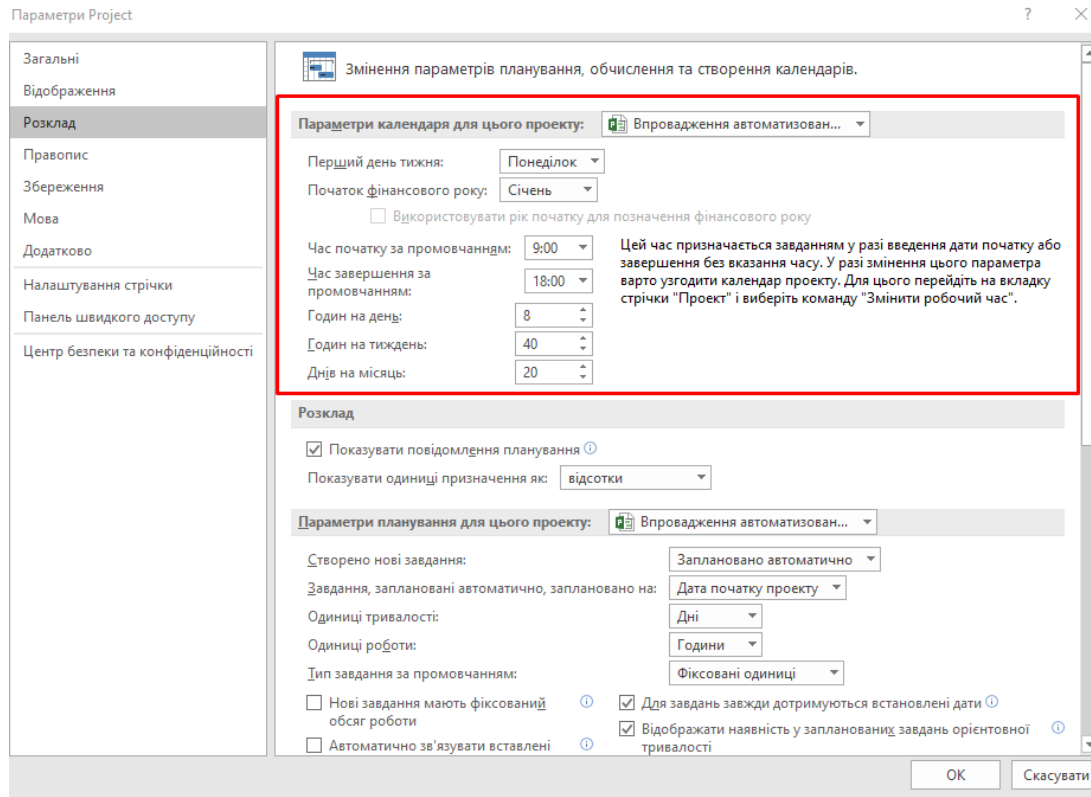 Параметри Project
?
Загальні
Відображення
Розклад
Правопис
Збереження
Мова
Додатково
Налаштування стрічки
Панель швидкого доступу
Центр безпеки та конфіденційності
Змінення параметрів планування, обчислення та створення календарів.
Параметри календаря для цього проекту: Впровадження автоматизован...
Перший день тижня: Понеділок
Початок фінансового року: Січень
Використовувати рік початку для позначення фінансового року
Час початку за промовчанням: 9:00
Час завершення за
промовчанням: 18:00
Годин на день: 8
Годин на тиждень: 40
Днів на місяць: 20
Цей час призначається завданням у разі введення дати початку або
завершення без вказання часу. У разі змінення цього параметра
варто узгодити календар проекту. Для цього перейдіть на вкладку
стрічки "Проект" і виберіть команду "Змінити робочий час".
Розклад
Показувати повідомлення планування
Показувати одиниці призначення як: відсотки
Параметри планування для цього проекту: Впровадження автоматизован...
Створено нові завдання: Заплановано автоматично
Завдання, заплановані автоматично, заплановано на: Дата початку проекту
Одиниці тривалості: Дні
Одиниці роботи: Години
Тип завдання за промовчанням: Фіксовані одиниці
Нові завдання мають фіксований
обсяг роботи
Автоматично зв'язувати вставлені
Для завдань завжди дотримуються встановлені дати
Відображати наявність у запланованих завдань орієнтовної
тривалості
ОК
Скасувати